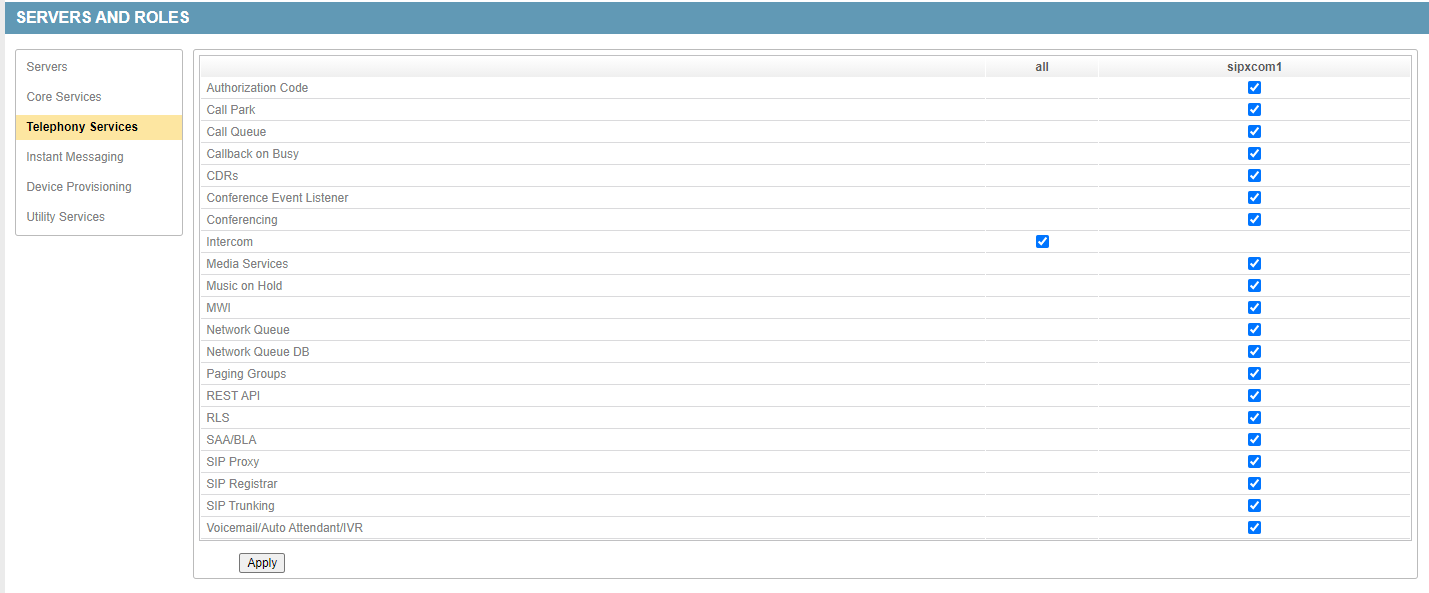 SERVERS AND ROLES
Servers
Core Services
Telephony Services
Instant Messaging
Device Provisioning
Utility Services
all sipxcom1
Authorization Code
Call Park
Call Queue
Callback on Busy
CDRs
Conference Event Listener
Conferencing
Intercom
Media Services
Music on Hold
MWI
Network Queue
Network Queue DB
Paging Groups
REST API
RLS
SAA/BLA
SIP Proxy
SIP Registrar
SIP Trunking
Voicemail/Auto Attendant/IVR
Apply